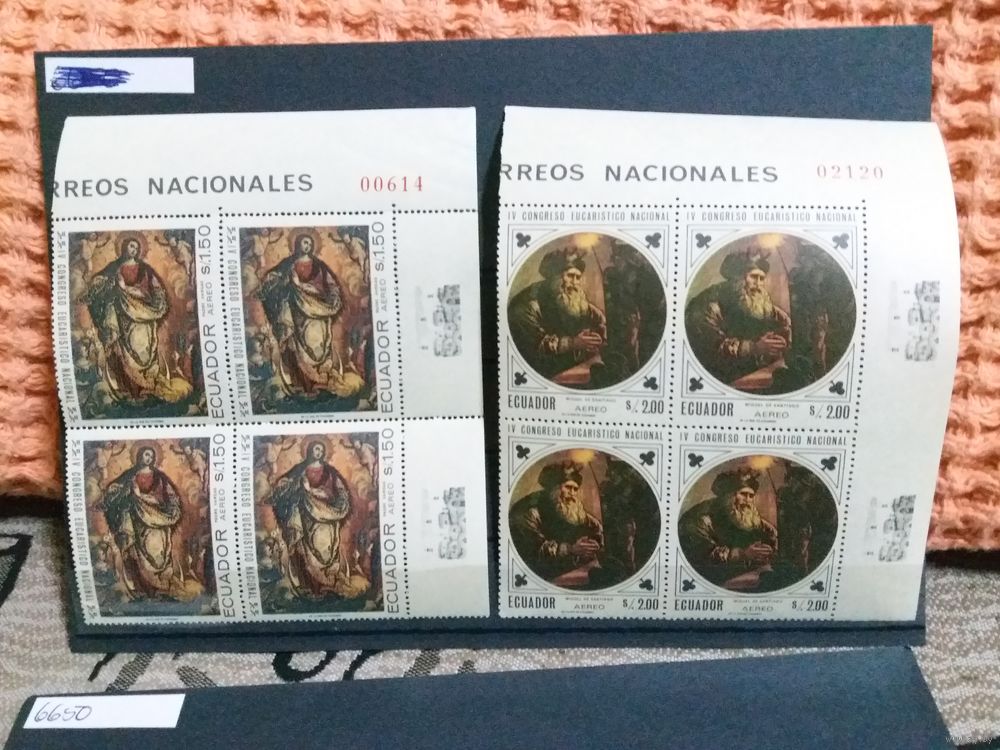 RREOS NACIONALES 00614
IV CONGRESO EUCARISTICO NACIONAL
ECUADOR AEREO S/.1.50
IV CONGRESO EUCARISTICO NACIONAL
ECUADOR AEREO S/.1.50
IV CONGRESO EUCARISTICO NACIONAL
ECUADOR AEREO S/.1.50
IV CONGRESO EUCARISTICO NACIONAL
ECUADOR AEREO S/.1.50
RREOS NACIONALES 02120
IV CONGRESO EUCARISTICO NACIONAL
MIGUEL DE SANTIAGO
ECUADOR AEREO S/.2.00
IV CONGRESO EUCARISTICO NACIONAL
MIGUEL DE SANTIAGO
ECUADOR AEREO S/.2.00
IV CONGRESO EUCARISTICO NACIONAL
MIGUEL DE SANTIAGO
ECUADOR AEREO S/.2.00
IV CONGRESO EUCARISTICO NACIONAL
MIGUEL DE SANTIAGO
ECUADOR AEREO S/.2.00
6650